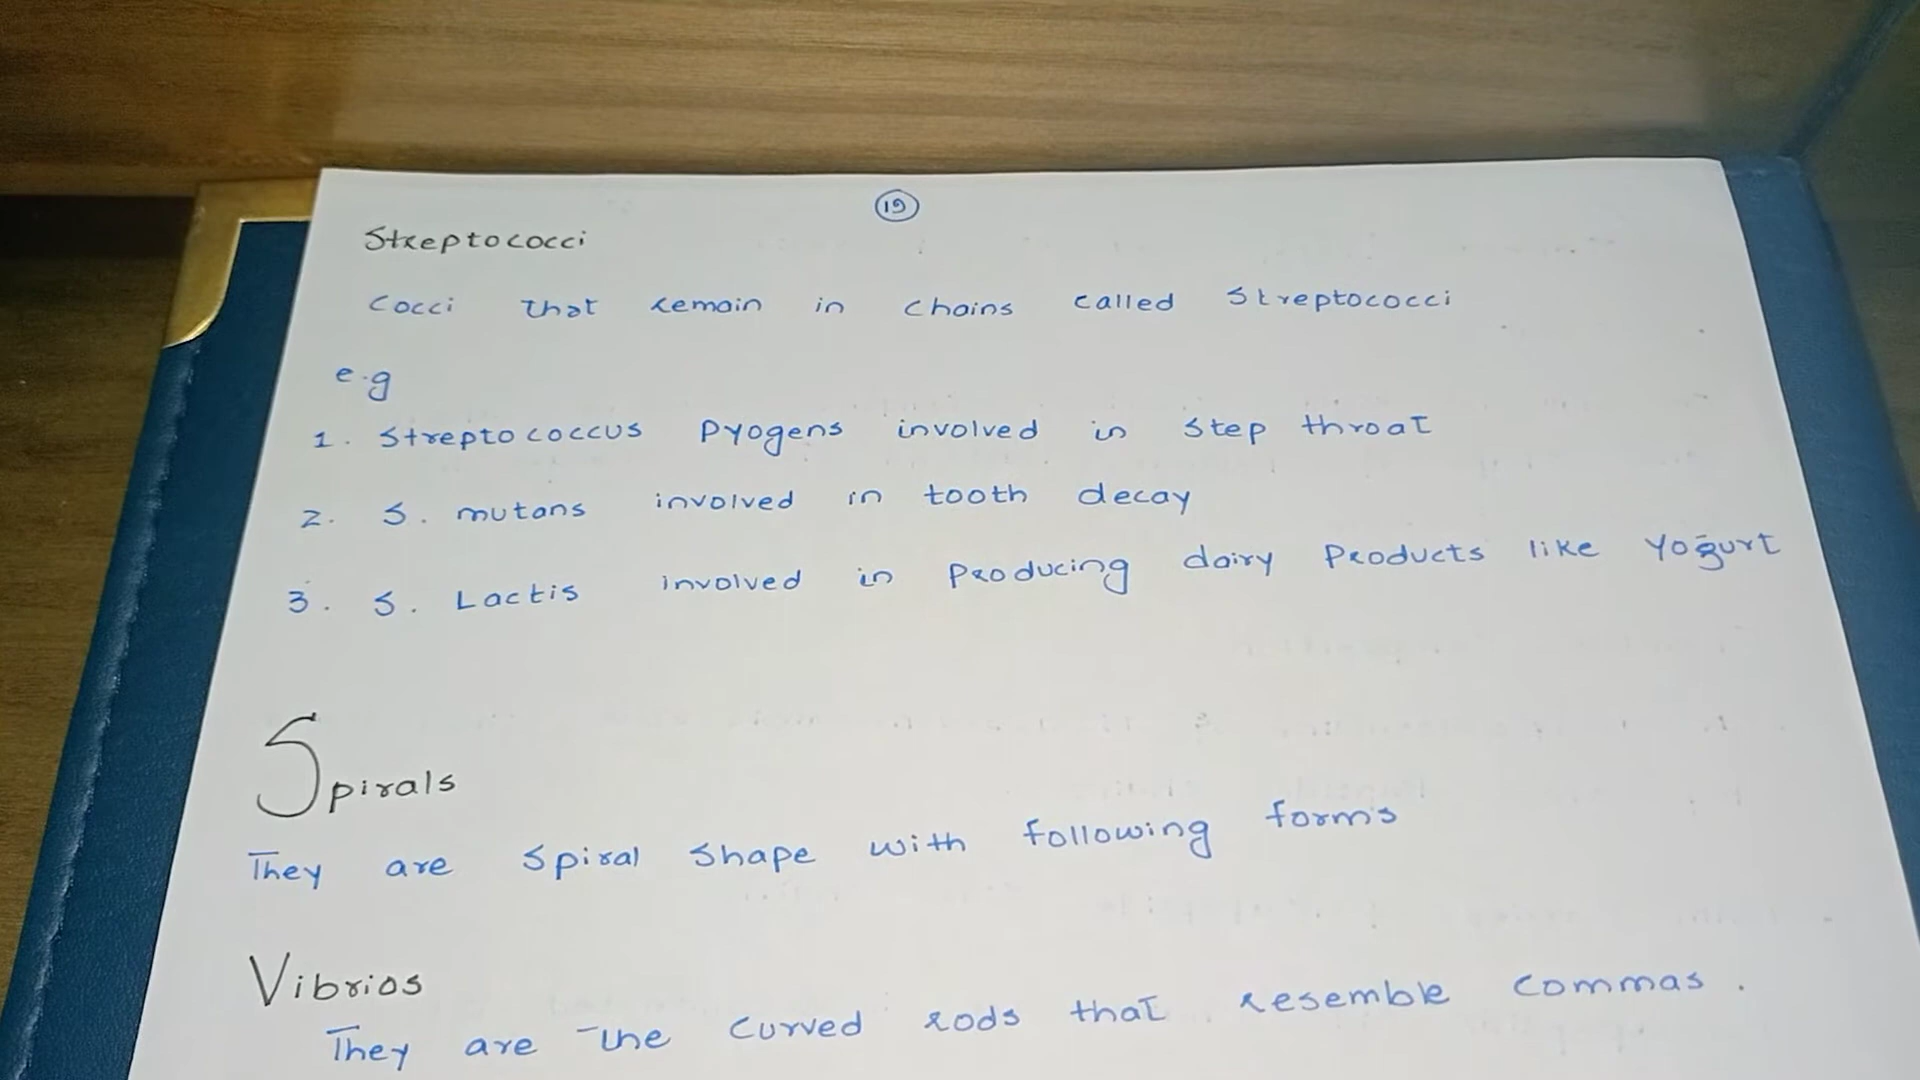 19
Streptococci
Cocci that remain in chains called Streptococci
e.g
1. Streptococcus pyogens involved in step throat
2. S. mutans involved in tooth decay
3. S. Lactis involved in producing dairy products like Yogurt
Spirals
They are spiral shape with following forms
Vibrios
They are the curved rods that resemble commas.